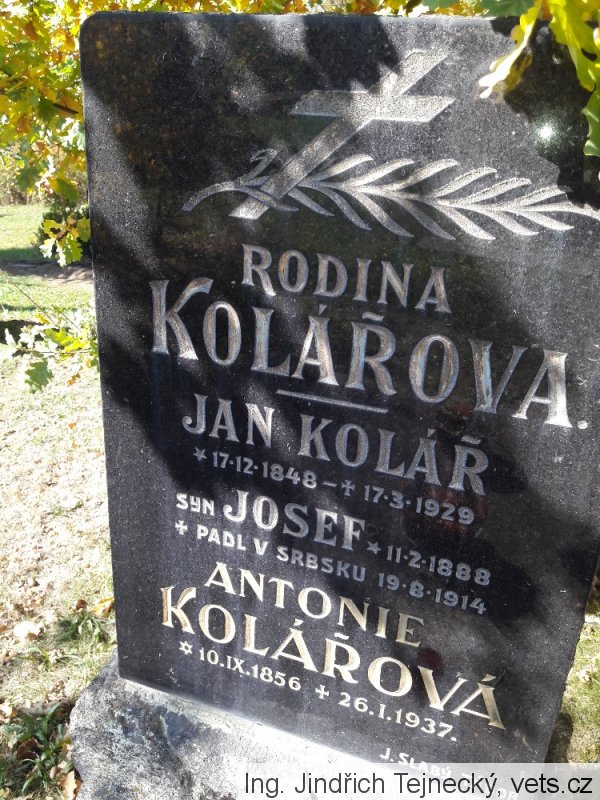 RODINA
KOLÁŘOVA.
JAN KOLÁŘ
* 17·12·1848 – ✝ 17·3·1929
SYN JOSEF * 11·2·1888
✝ PADL V SRBSKU 19·8·1914
ANTONIE
KOLÁŘOVÁ
* 10.IX.1856 ✝ 26.I.1937.
J. SLABÝ
Ing. Jindřich Tejnecký, vets.cz